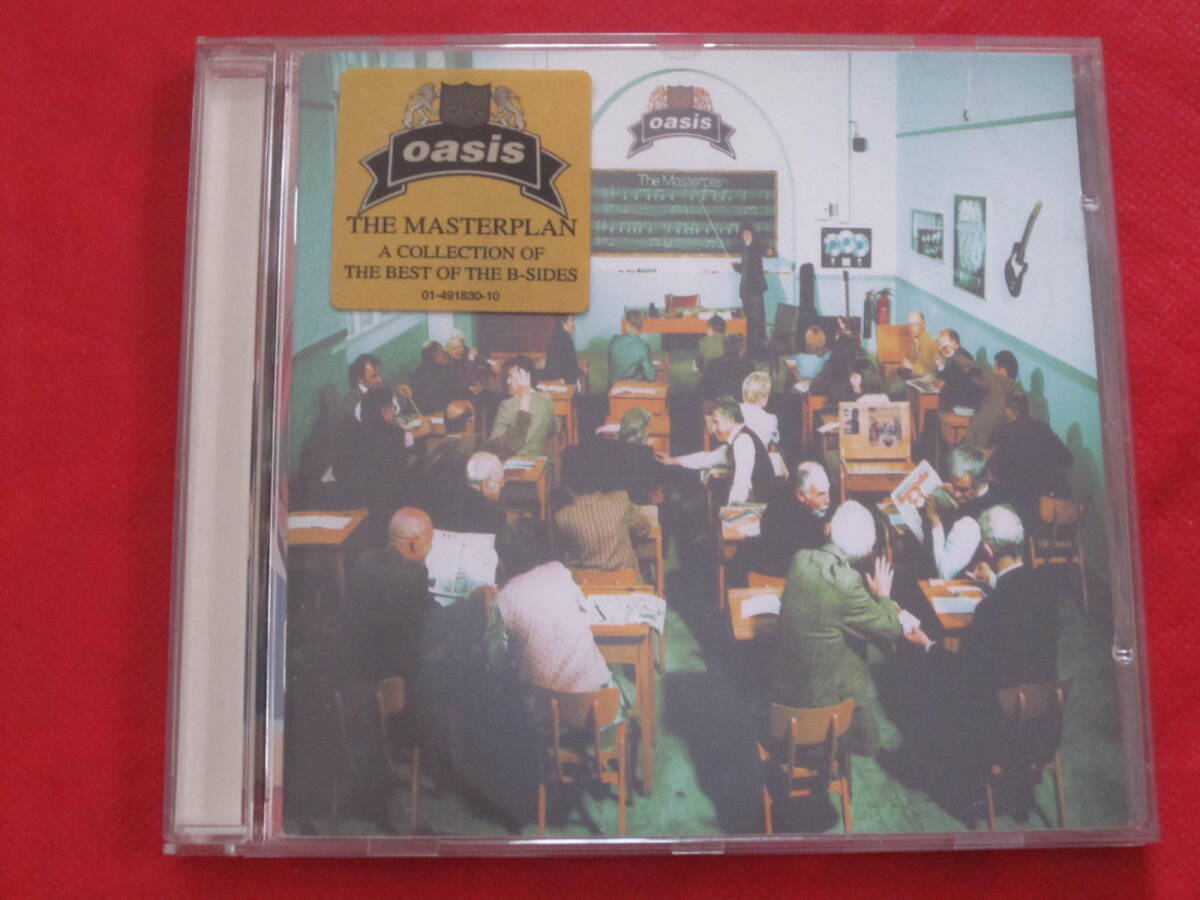 oasis
THE MASTERPLAN
A COLLECTION OF
THE BEST OF THE B-SIDES
01-491830-10
oasis
The Masterplan